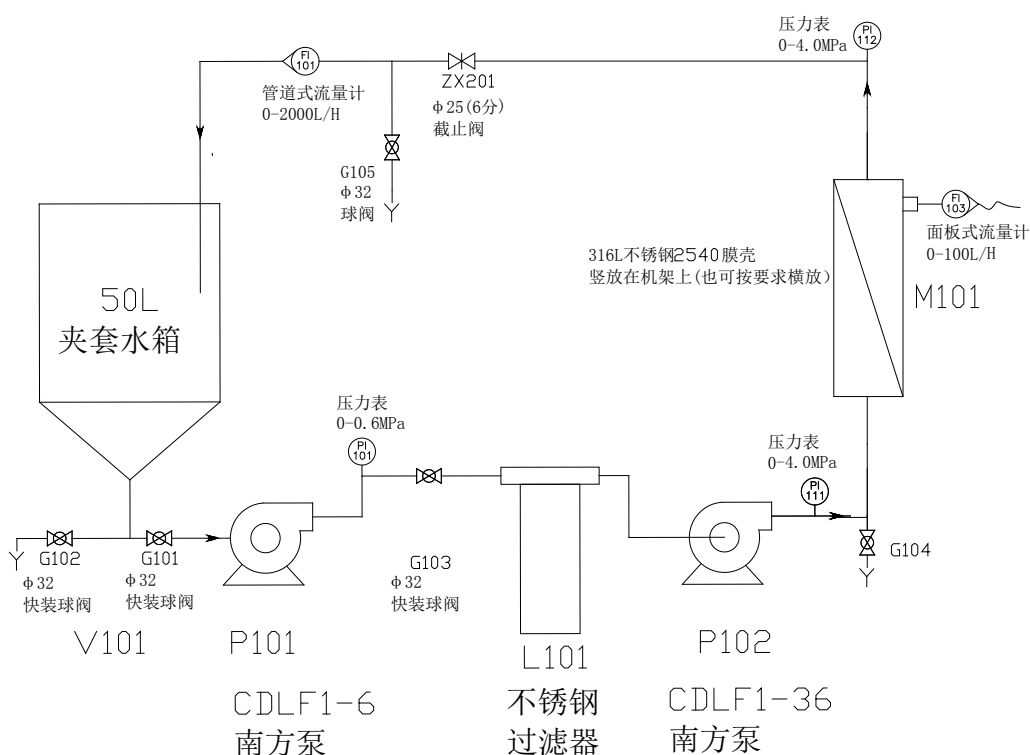 压力表
0-4.0MPa
PI
112
FI
101
管道式流量计
0-2000L/H
ZX201
φ25(6分)
截止阀
G105
φ32
球阀
FI
103
面板式流量计
0-100L/H
316L不锈钢2540膜壳
竖放在机架上(也可按要求横放)
M101
50L
夹套水箱
压力表
0-0.6MPa
PI
101
压力表
0-4.0MPa
PI
111
G102
φ32
快装球阀
G101
φ32
快装球阀
G103
φ32
快装球阀
G104
V101
P101
CDLF1-6
南方泵
L101
不锈钢
过滤器
P102
CDLF1-36
南方泵